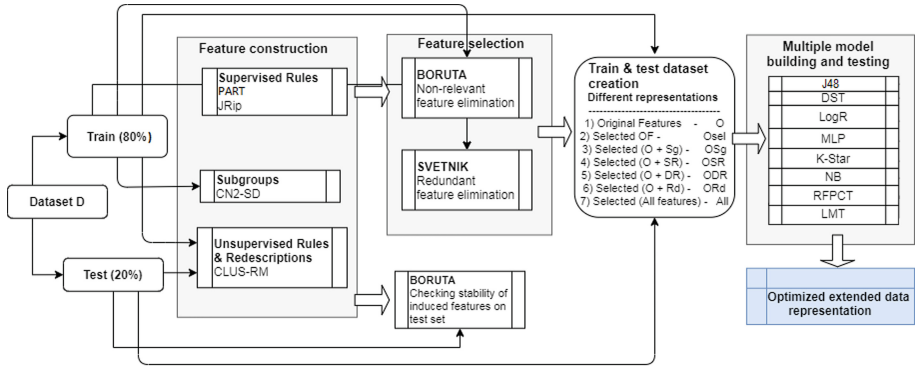 Dataset D
Train (80%)
Test (20%)
Feature construction
Supervised Rules
PART
JRip
Subgroups
CN2-SD
Unsupervised Rules
& Redescriptions
CLUS-RM
Feature selection
BORUTA
Non-relevant
feature elimination
SVETNIK
Redundant
feature elimination
BORUTA
Checking stability of
induced features on
test set
Train & test dataset
creation
Different representations
1) Original Features - O
2) Selected OF - Osel
3) Selected (O + Sg) - OSg
4) Selected (O + SR) - OSR
5) Selected (O + DR) - ODR
6) Selected (O + Rd) - ORd
7) Selected (All features) - All
Multiple model
building and testing
J48
DST
LogR
MLP
K-Star
NB
RFPCT
LMT
Optimized extended data
representation